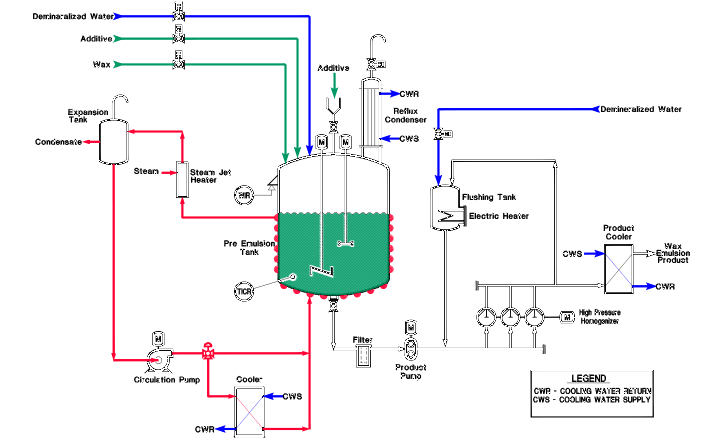 Demineralized Water
Additive
Wax
Expansion
Tank
Condensate
Steam
Steam Jet
Heater
Additive
CWR
Reflux
Condenser
CWS
M
M
WIR
Pre Emulsion
Tank
TICR
Demineralized Water
Flushing Tank
Electric Heater
Product
Cooler
CWS
Wax
Emulsion
Product
CWR
High Pressure
Homogenizer
M
M
Filter
Product
Pump
M
Circulation Pump
Cooler
CWS
CWR
LEGEND
CWR - COOLING WATER RETURN
CWS - COOLING WATER SUPPLY